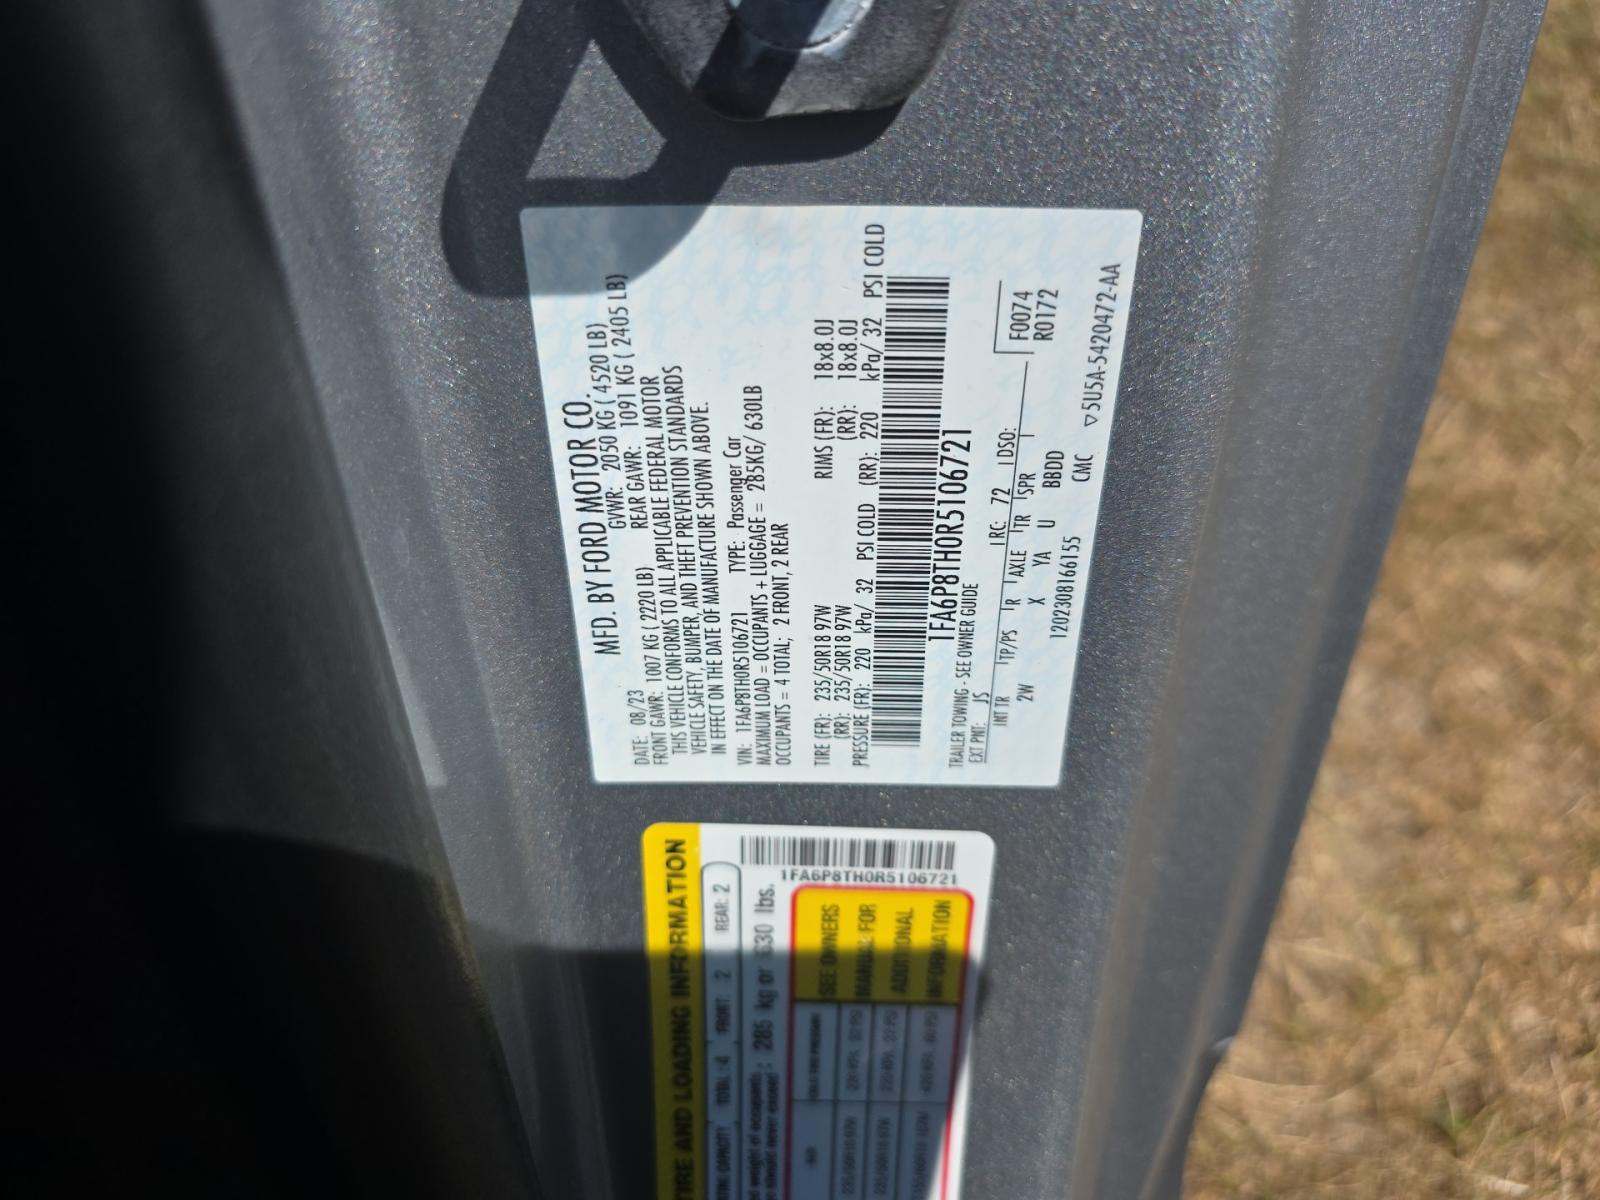 MFD. BY FORD MOTOR CO.
DATE: 08/23 GVWR: 2050 KG ( 4520 LB)
FRONT GAWR: 1007 KG ( 2220 LB) REAR GAWR: 1091 KG ( 2405 LB)
THIS VEHICLE CONFORMS TO ALL APPLICABLE FEDERAL MOTOR
VEHICLE SAFETY, BUMPER, AND THEFT PREVENTION STANDARDS
IN EFFECT ON THE DATE OF MANUFACTURE SHOWN ABOVE.
VIN: 1FA6P8TH0R5106721 TYPE: Passenger Car
MAXIMUM LOAD = OCCUPANTS + LUGGAGE = 285KG/ 630LB
OCCUPANTS = 4 TOTAL; 2 FRONT, 2 REAR
TIRE (FR): 235/50R18 97W RIMS (FR): 18x8.0J
(RR): 235/50R18 97W (RR): 18x8.0J
PRESSURE (FR): 220 kPa/ 32 PSI COLD (RR): 220 kPa/ 32 PSI COLD
1FA6P8TH0R5106721
TRAILER TOWING - SEE OWNER GUIDE
EXT PNT: JS RC: 72 DSO:
INT TR TP/PS R AXLE TR SPR F0074
2W X YA U BBDD R0172
1202308166155 CMC
▽5U5A-5420472-AA
TIRE AND LOADING INFORMATION
TOTAL 4 FRONT: 2 REAR: 2
285 kg or 630 lbs.
1FA6P8TH0R5106721
SEE OWNERS
MANUAL FOR
ADDITIONAL
INFORMATION